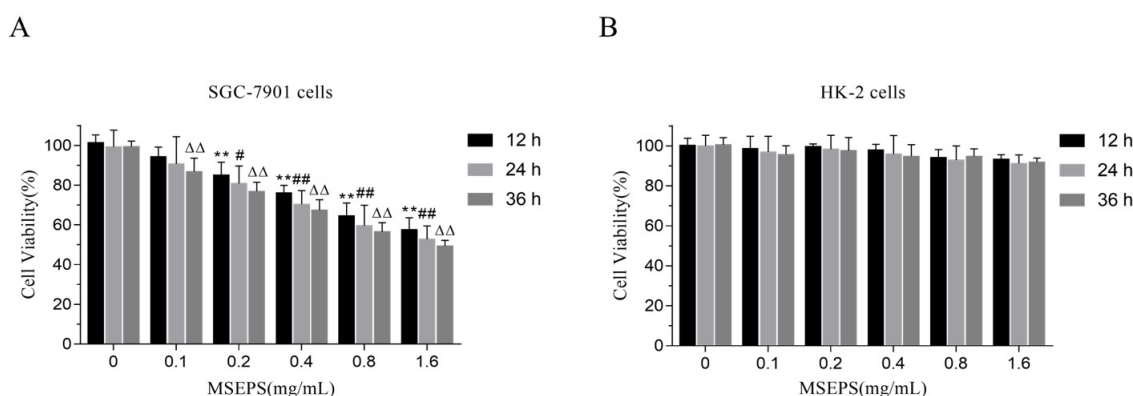 A
B
SGC-7901 cells
HK-2 cells
Cell Viability(%)
100
80
60
40
20
0
ΔΔ
**
#
ΔΔ
**
##
ΔΔ
**
##
ΔΔ
**
##
ΔΔ
12 h
24 h
36 h
0 0.1 0.2 0.4 0.8 1.6
MSEPS(mg/mL)
Cell Viability(%)
100
80
60
40
20
0
12 h
24 h
36 h
0 0.1 0.2 0.4 0.8 1.6
MSEPS(mg/mL)